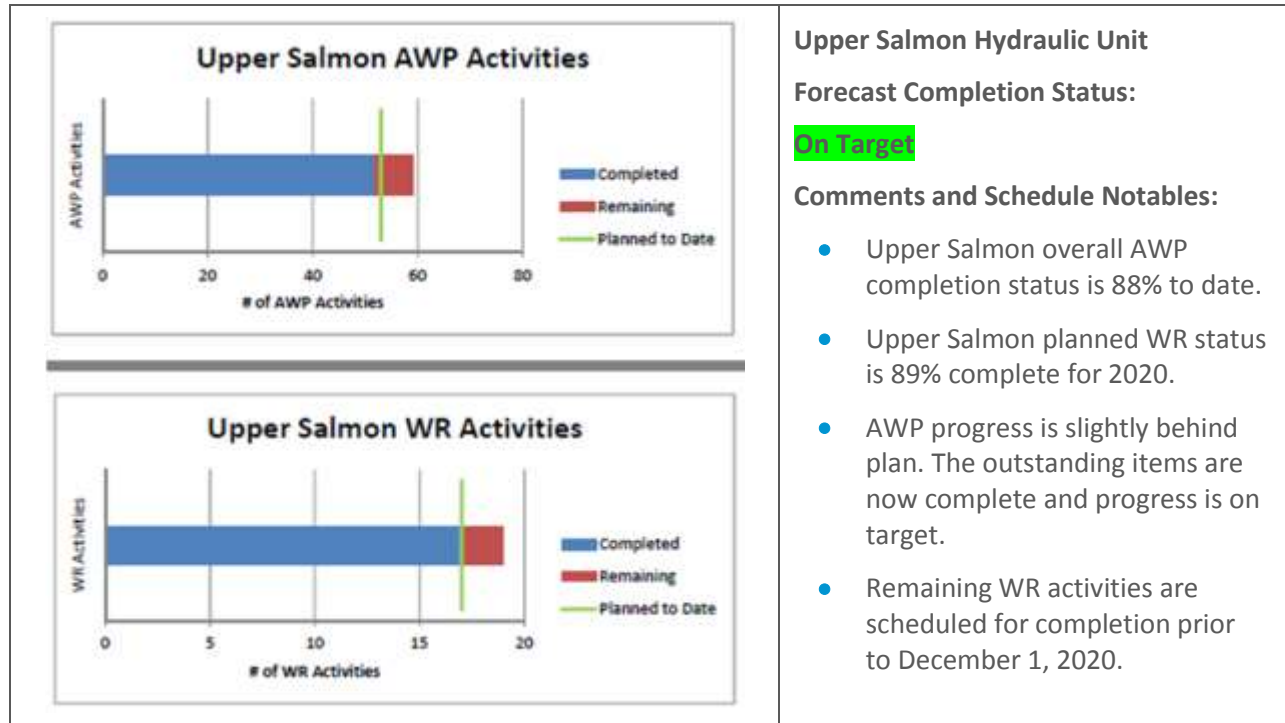 Upper Salmon AWP Activities
AWP Activities
Completed
Remaining
Planned to Date
0 20 40 60 80
# of AWP Activities
Upper Salmon WR Activities
WR Activities
Completed
Remaining
Planned to Date
0 5 10 15 20
# of WR Activities
Upper Salmon Hydraulic Unit
Forecast Completion Status:
On Target
Comments and Schedule Notables:
● Upper Salmon overall AWP
completion status is 88% to date.
● Upper Salmon planned WR status
is 89% complete for 2020.
● AWP progress is slightly behind
plan. The outstanding items are
now complete and progress is on
target.
● Remaining WR activities are
scheduled for completion prior
to December 1, 2020.